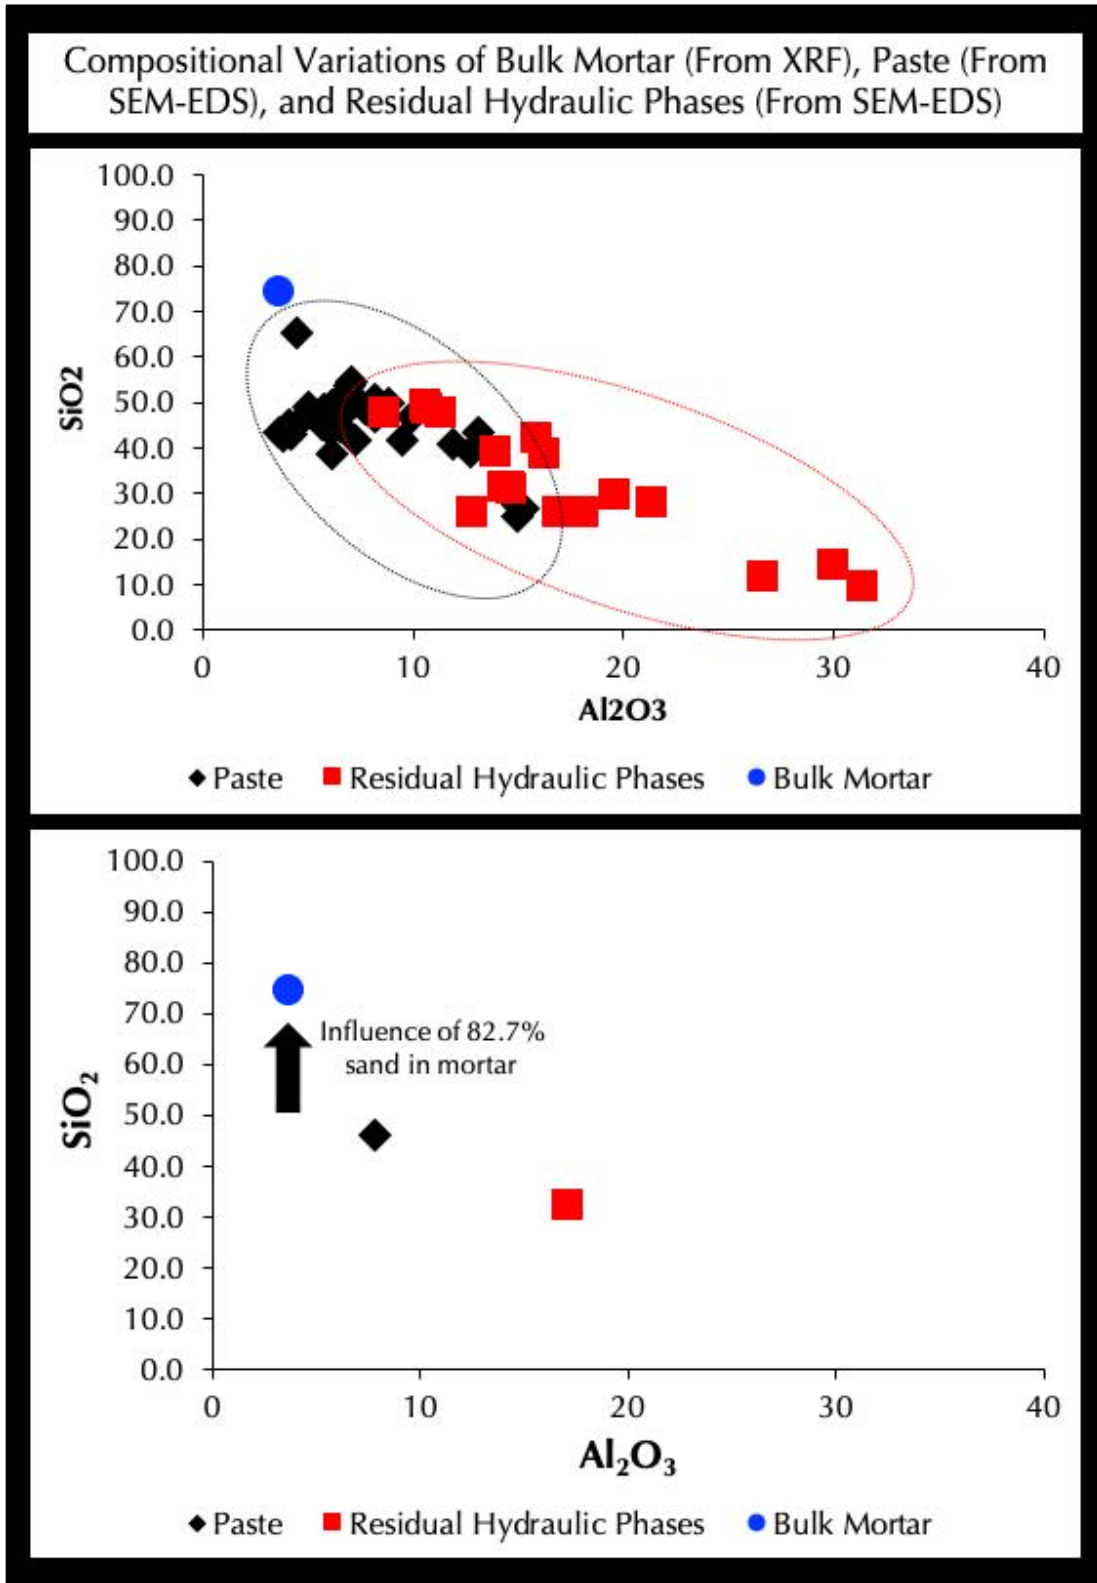 Compositional Variations of Bulk Mortar (From XRF), Paste (From
SEM-EDS), and Residual Hydraulic Phases (From SEM-EDS)
100.0
90.0
80.0
70.0
60.0
50.0
40.0
30.0
20.0
10.0
0.0
SiO2
0 10 20 30 40
Al2O3
Paste Residual Hydraulic Phases Bulk Mortar
100.0
90.0
80.0
70.0
60.0
50.0
40.0
30.0
20.0
10.0
0.0
SiO₂
Influence of 82.7%
sand in mortar
0 10 20 30 40
Al₂O₃
Paste Residual Hydraulic Phases Bulk Mortar